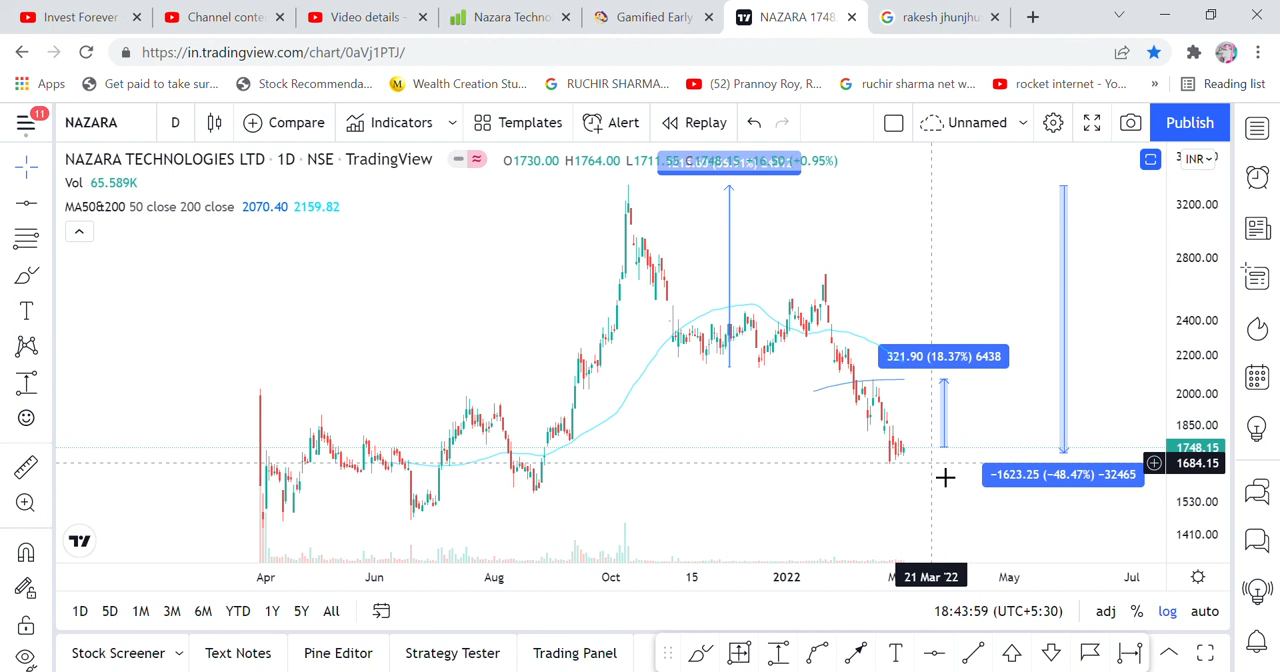 Invest Forever
Channel conte
Video details -
Nazara Techno
Gamified Early
NAZARA 1748.
rakesh jhunjhu
https://in.tradingview.com/chart/0aVj1PTJ/
Apps
Get paid to take sur...
Stock Recommenda...
Wealth Creation Stu...
RUCHIR SHARMA...
(52) Prannoy Roy, R...
ruchir sharma net w...
rocket internet - Yo...
»
Reading list
11
NAZARA
D
Compare
Indicators
Templates
Alert
Replay
Unnamed
Publish
NAZARA TECHNOLOGIES LTD · 1D · NSE · TradingView
O1730.00 H1764.00 L1711.55 C1748.15 +16.50 (+0.95%)
INR
Vol 65.589K
MA50&200 50 close 200 close 2070.40 2159.82
3200.00
2800.00
2400.00
2200.00
2000.00
1850.00
1748.15
1684.15
1530.00
1410.00
321.90 (18.37%) 6438
−1623.25 (−48.47%) −32465
Apr
Jun
Aug
Oct
15
2022
21 Mar '22
May
Jul
1D
5D
1M
3M
6M
YTD
1Y
5Y
All
18:43:59 (UTC+5:30)
adj
%
log
auto
Stock Screener
Text Notes
Pine Editor
Strategy Tester
Trading Panel